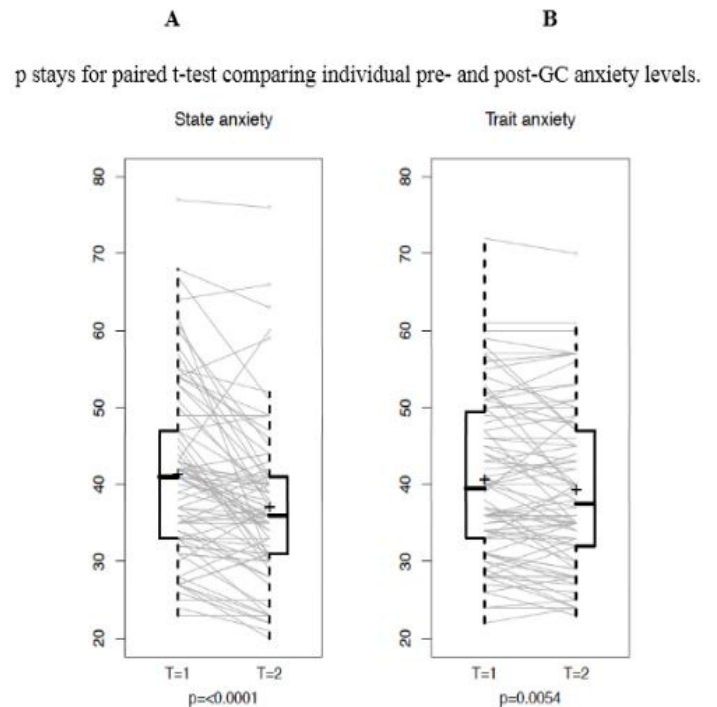 A B
p stays for paired t-test comparing individual pre- and post-GC anxiety levels.
State anxiety Trait anxiety
80 80
70 70
60 60
50 50
40 40
30 30
20 20
T=1 T=2 T=1 T=2
p=<0.0001 p=0.0054